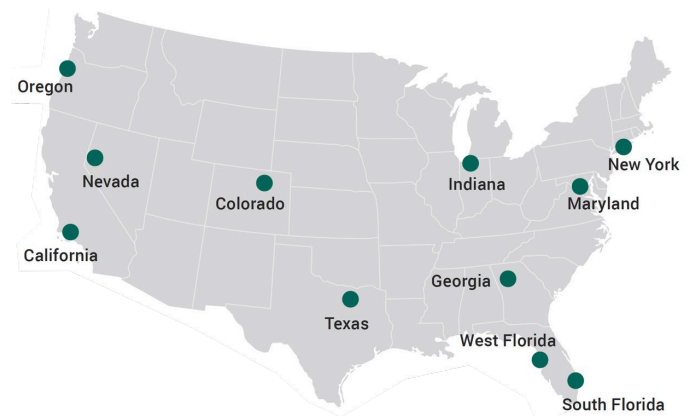 Oregon
New York
Nevada
Indiana
Colorado
Maryland
California
Georgia
Texas
West Florida
South Florida